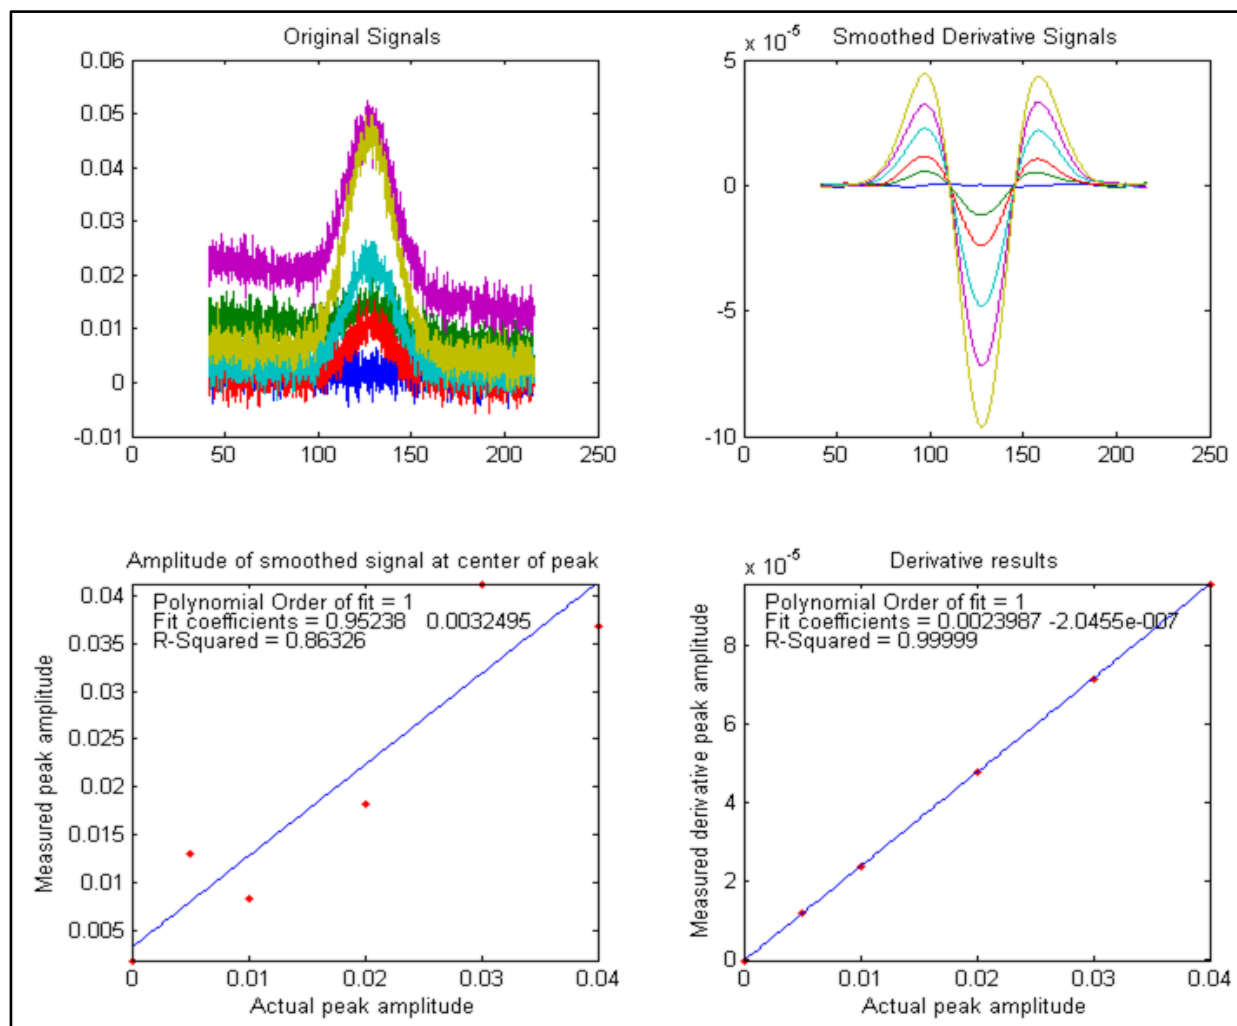 Original Signals
0.06
0.05
0.04
0.03
0.02
0.01
0
-0.01
0 50 100 150 200 250
Smoothed Derivative Signals
x 10-5
5
0
-5
-10
0 50 100 150 200 250
Amplitude of smoothed signal at center of peak
Polynomial Order of fit = 1
Fit coefficients = 0.95238 0.0032495
R-Squared = 0.86326
Measured peak amplitude
0.04
0.035
0.03
0.025
0.02
0.015
0.01
0.005
0 0.01 0.02 0.03 0.04
Actual peak amplitude
Derivative results
x 10-5
Polynomial Order of fit = 1
Fit coefficients = 0.0023987 -2.0455e-007
R-Squared = 0.99999
Measured derivative peak amplitude
8
6
4
2
0
0 0.01 0.02 0.03 0.04
Actual peak amplitude